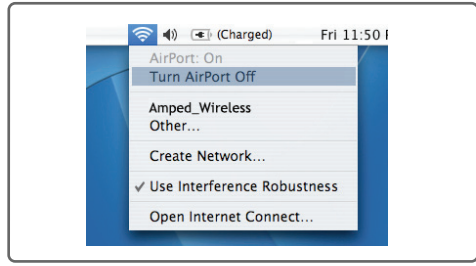 (Charged) Fri 11:50
AirPort: On
Turn AirPort Off
Amped_Wireless
Other...
Create Network...
✓ Use Interference Robustness
Open Internet Connect...